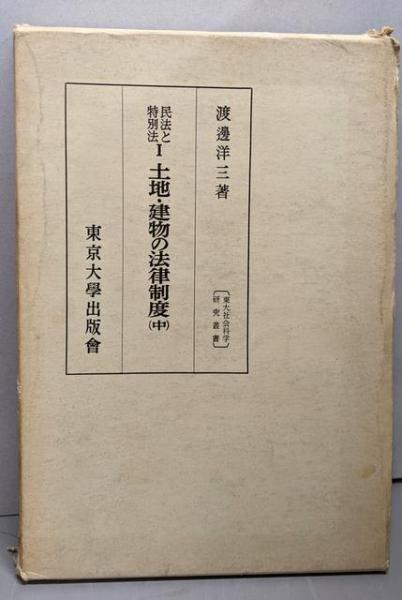 渡邊洋三著
〔東大社会科学
研究叢書〕
民法と
特別法 Ⅰ 土地・建物の法律制度(中)
東京大學出版會